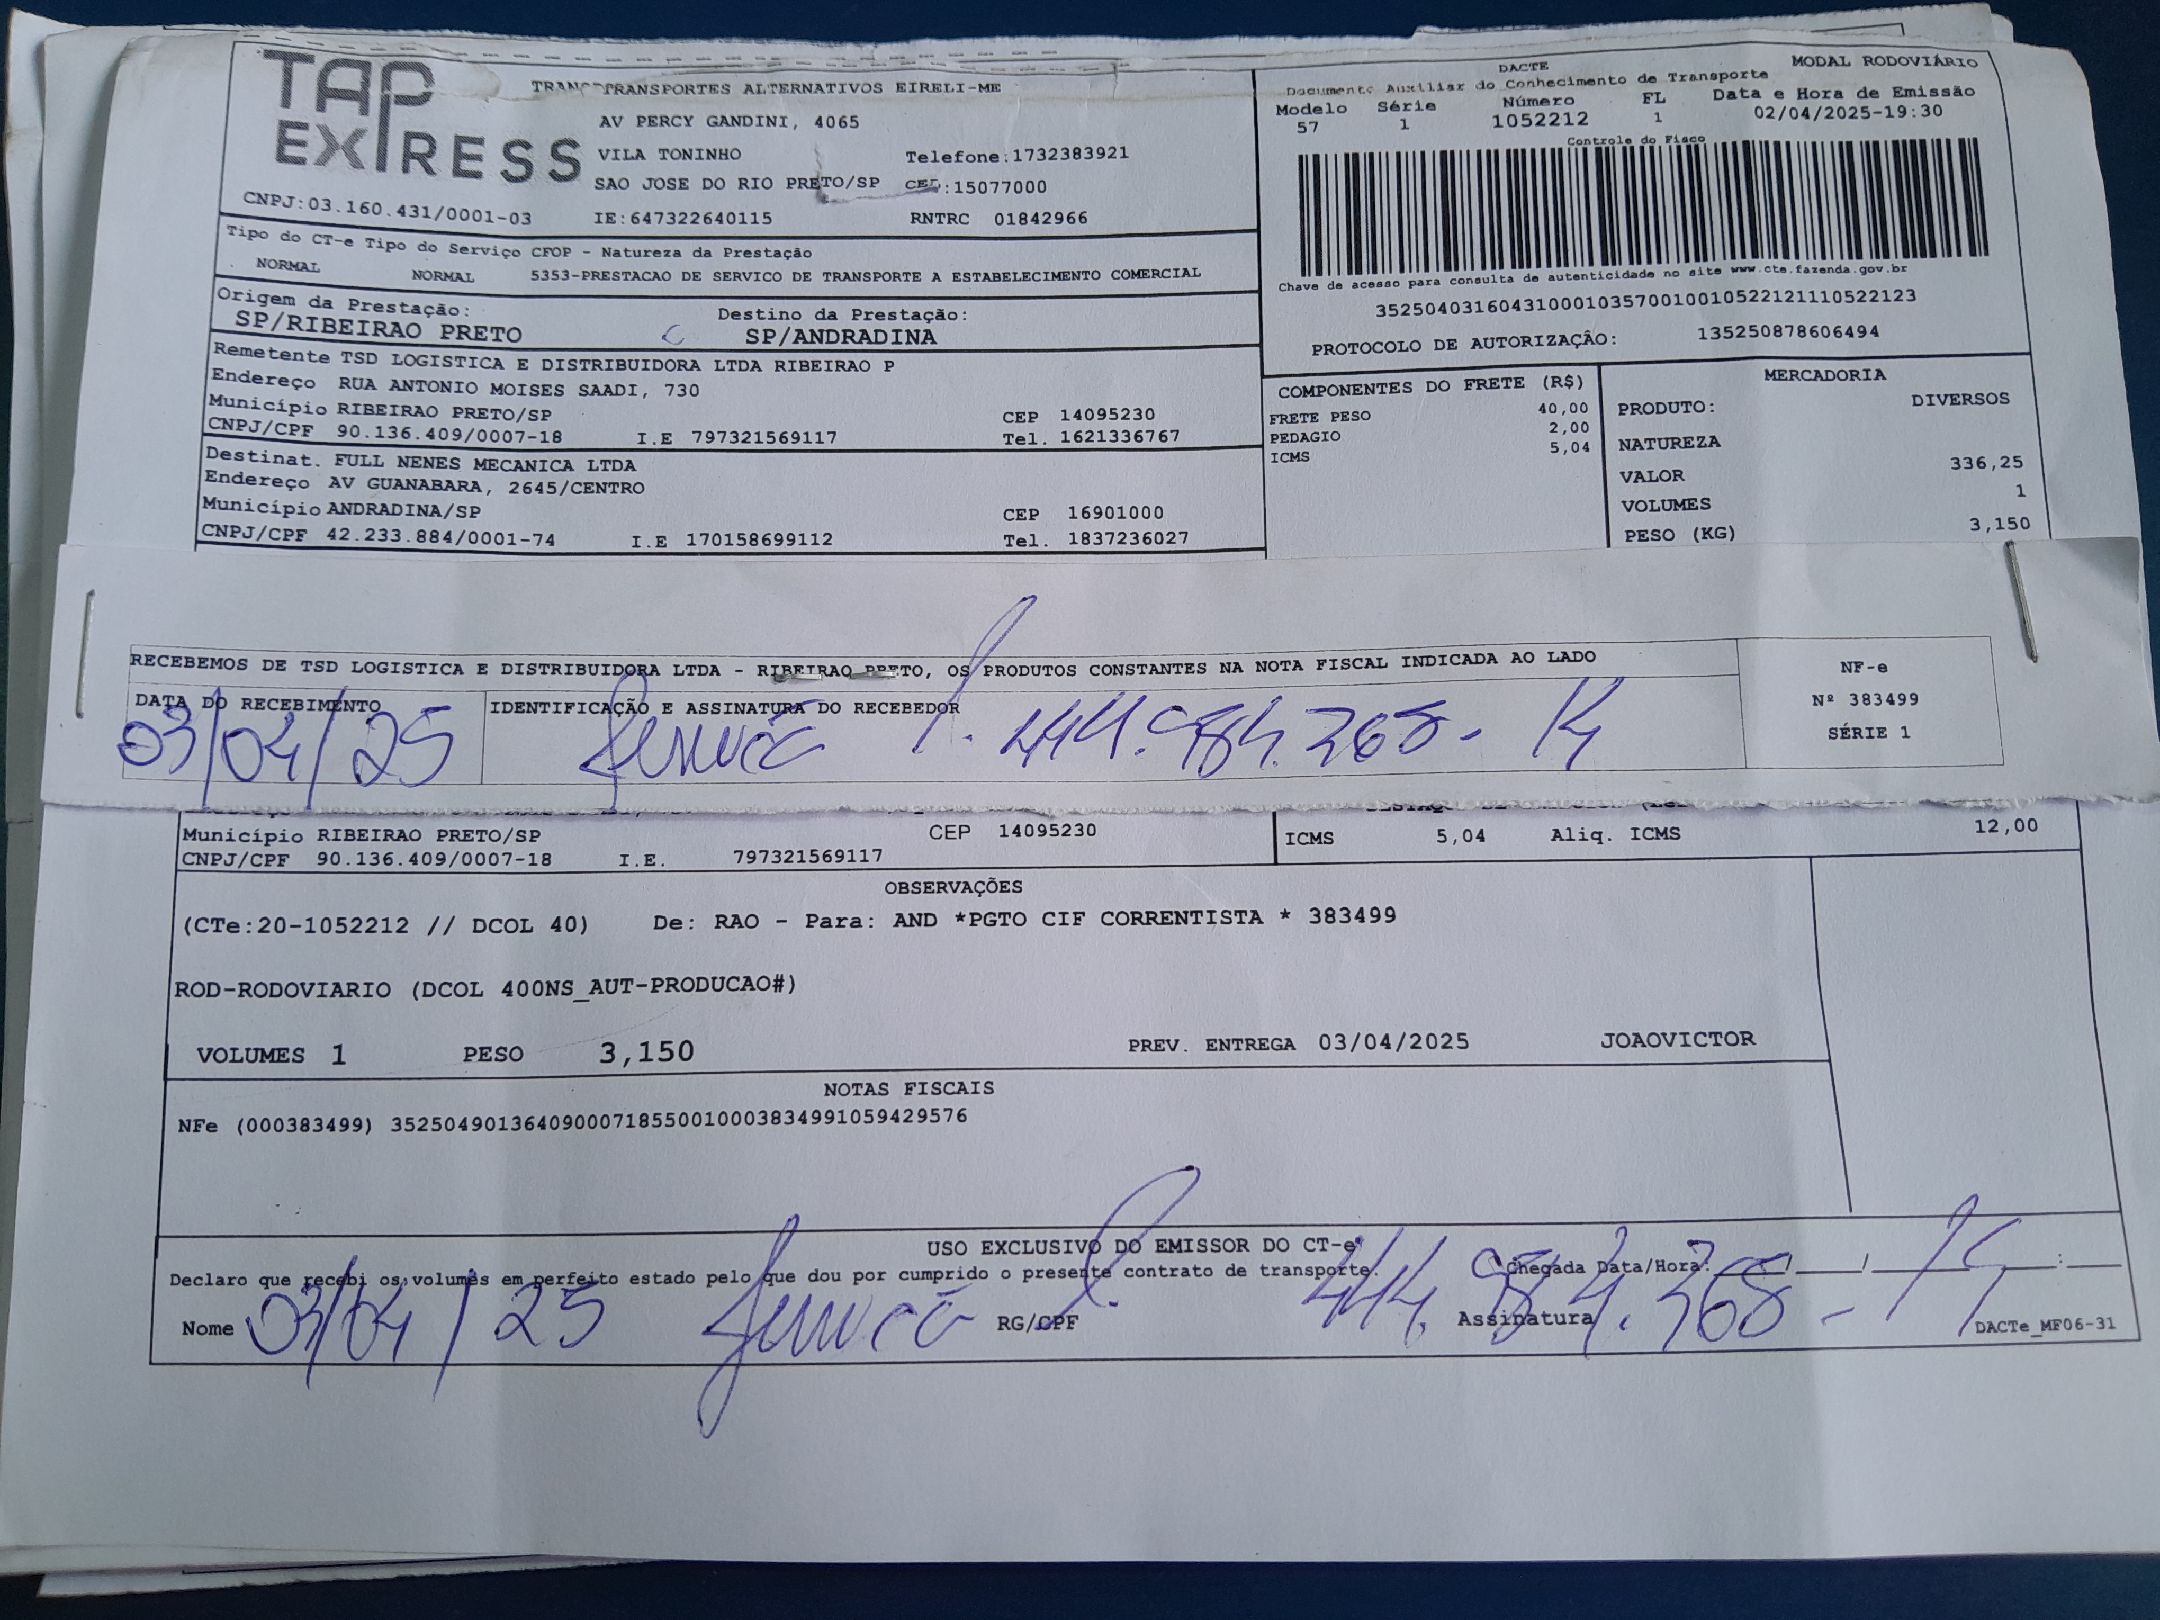 TAP EXPRESS
TRANSPORTES ALTERNATIVOS EIRELI-ME
AV PERCY GANDINI, 4065
VILA TONINHO Telefone:1732383921
SAO JOSE DO RIO PRETO/SP CEP:15077000
CNPJ:03.160.431/0001-03 IE:647322640115 RNTRC 01842966
DACTE MODAL RODOVIÁRIO
Documento Auxiliar do Conhecimento de Transporte
Modelo Série Número FL Data e Hora de Emissão
57 1 1052212 1 02/04/2025-19:30
Controle do Fisco
Chave de acesso para consulta de autenticidade no site www.cte.fazenda.gov.br
35250403160431000103570010010522121110522123
PROTOCOLO DE AUTORIZAÇÃO: 135250878606494
Tipo do CT-e Tipo do Serviço CFOP - Natureza da Prestação
NORMAL NORMAL 5353-PRESTACAO DE SERVICO DE TRANSPORTE A ESTABELECIMENTO COMERCIAL
Origem da Prestação: Destino da Prestação:
SP/RIBEIRAO PRETO SP/ANDRADINA
Remetente TSD LOGISTICA E DISTRIBUIDORA LTDA RIBEIRAO P
Endereço RUA ANTONIO MOISES SAADI, 730
Município RIBEIRAO PRETO/SP CEP 14095230
CNPJ/CPF 90.136.409/0007-18 I.E 797321569117 Tel. 1621336767
Destinat. FULL NENES MECANICA LTDA
Endereço AV GUANABARA, 2645/CENTRO
Município ANDRADINA/SP CEP 16901000
CNPJ/CPF 42.233.884/0001-74 I.E 170158699112 Tel. 1837236027
COMPONENTES DO FRETE (R$)
FRETE PESO 40,00
PEDAGIO 2,00
ICMS 5,04
MERCADORIA
PRODUTO: DIVERSOS
NATUREZA
VALOR 336,25
VOLUMES 1
PESO (KG) 3,150
RECEBEMOS DE TSD LOGISTICA E DISTRIBUIDORA LTDA - RIBEIRAO PRETO, OS PRODUTOS CONSTANTES NA NOTA FISCAL INDICADA AO LADO
DATA DO RECEBIMENTO IDENTIFICAÇÃO E ASSINATURA DO RECEBEDOR
03/04/25
NF-e
Nº 383499
SÉRIE 1
Município RIBEIRAO PRETO/SP CEP 14095230
CNPJ/CPF 90.136.409/0007-18 I.E. 797321569117
ICMS 5,04 Aliq. ICMS 12,00
OBSERVAÇÕES
(CTe:20-1052212 // DCOL 40) De: RAO - Para: AND *PGTO CIF CORRENTISTA * 383499
ROD-RODOVIARIO (DCOL 400NS_AUT-PRODUCAO#)
VOLUMES 1 PESO 3,150 PREV. ENTREGA 03/04/2025 JOAOVICTOR
NOTAS FISCAIS
NFe (000383499) 35250490136409000718550010003834991059429576
USO EXCLUSIVO DO EMISSOR DO CT-e
Declaro que recebi os volumes em perfeito estado pelo que dou por cumprido o presente contrato de transporte. Chegada Data/Hora:
Nome 03/04/25 RG/CPF Assinatura DACTe_MF06-31